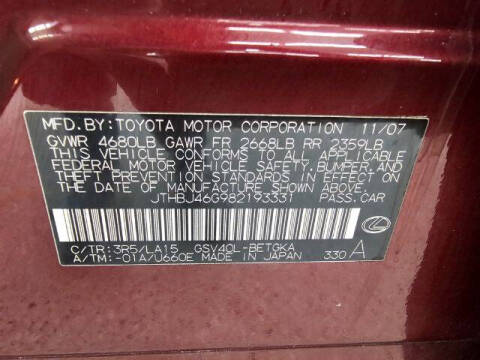 MFD. BY: TOYOTA MOTOR CORPORATION 11/07
GVWR 4680LB GAWR FR 2668LB RR 2359LB
THIS VEHICLE CONFORMS TO ALL APPLICABLE
FEDERAL MOTOR VEHICLE SAFETY, BUMPER, AND
THEFT PREVENTION STANDARDS IN EFFECT ON
THE DATE OF MANUFACTURE SHOWN ABOVE.
JTHBJ46G982193331 PASS. CAR
C/TR: 3R5/LA15 GSV40L-BETGKA
A/TM: -01A/U660E MADE IN JAPAN 330 A